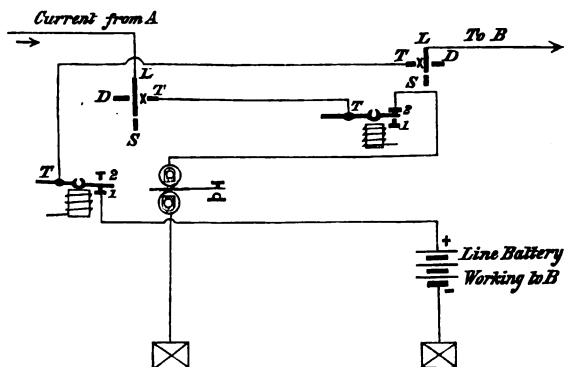 Current from A
To B
L
T
D
S
L
D
T
S
T
2
1
T
2
1
+
Line Battery
Working to B
-